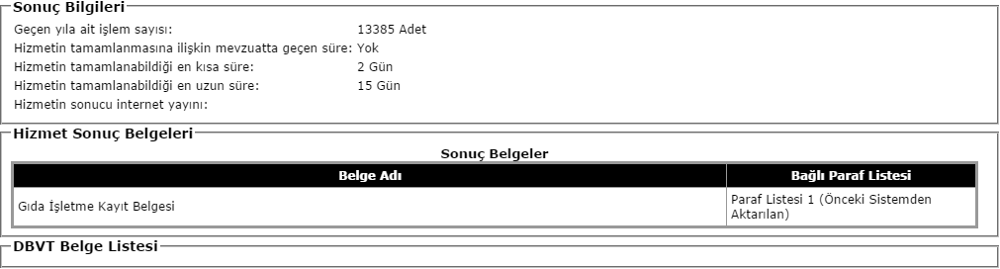 Sonuç Bilgileri
Geçen yıla ait işlem sayısı: 13385 Adet
Hizmetin tamamlanmasına ilişkin mevzuatta geçen süre: Yok
Hizmetin tamamlanabildiği en kısa süre: 2 Gün
Hizmetin tamamlanabildiği en uzun süre: 15 Gün
Hizmetin sonucu internet yayını:
Hizmet Sonuç Belgeleri
Sonuç Belgeler
Belge Adı Bağlı Paraf Listesi
Gıda İşletme Kayıt Belgesi Paraf Listesi 1 (Önceki Sistemden
Aktarılan)
DBVT Belge Listesi